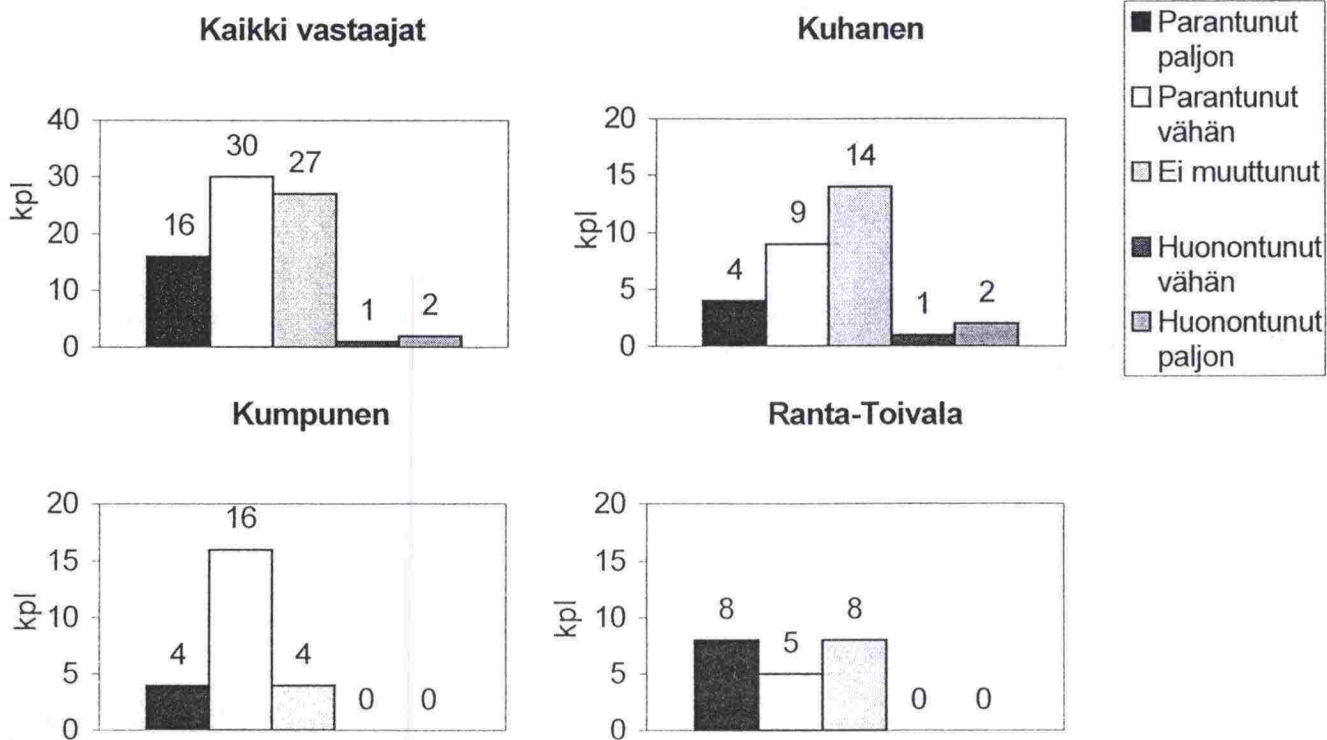 Kaikki vastaajat
kpl
40
30
20
10
0
16
30
27
1
2
Kuhanen
kpl
20
15
10
5
0
4
9
14
1
2
Parantunut
paljon
Parantunut
vähän
Ei muuttunut
Huonontunut
vähän
Huonontunut
paljon
Kumpunen
kpl
20
15
10
5
0
4
16
4
0
0
Ranta-Toivala
kpl
20
15
10
5
0
8
5
8
0
0